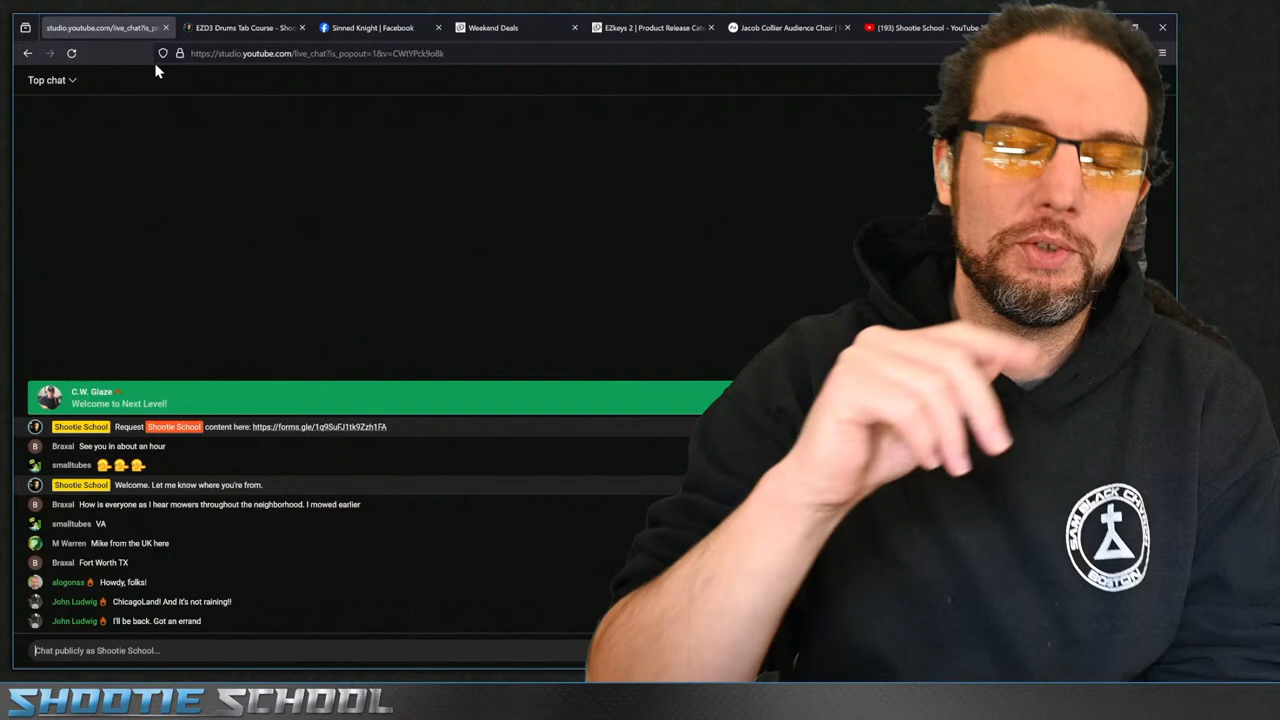 studio.youtube.com/live_chat?is_po
EZD3 Drums Tab Course - Shoo
Sinned Knight | Facebook
Weekend Deals
EZkeys 2 | Product Release Cat
Jacob Collier Audience Choir |
(193) Shootie School - YouTube
https://studio.youtube.com/live_chat?is_popout=1&v=CWtYPck9o8k
Top chat
C.W. Glaze
Welcome to Next Level!
Shootie School Request Shootie School content here: https://forms.gle/1q9SuFJ1tk9Zzh1FA
B Braxal See you in about an hour
smalltubes
Shootie School Welcome. Let me know where you're from.
B Braxal How is everyone as I hear mowers throughout the neighborhood. I mowed earlier
smalltubes VA
M Warren Mike from the UK here
B Braxal Fort Worth TX
alogonss Howdy, folks!
John Ludwig ChicagoLand! And it's not raining!!
John Ludwig I'll be back. Got an errand
Chat publicly as Shootie School...
SAM BLACK CHURCH
BOSTON
SHOOTIE SCHOOL